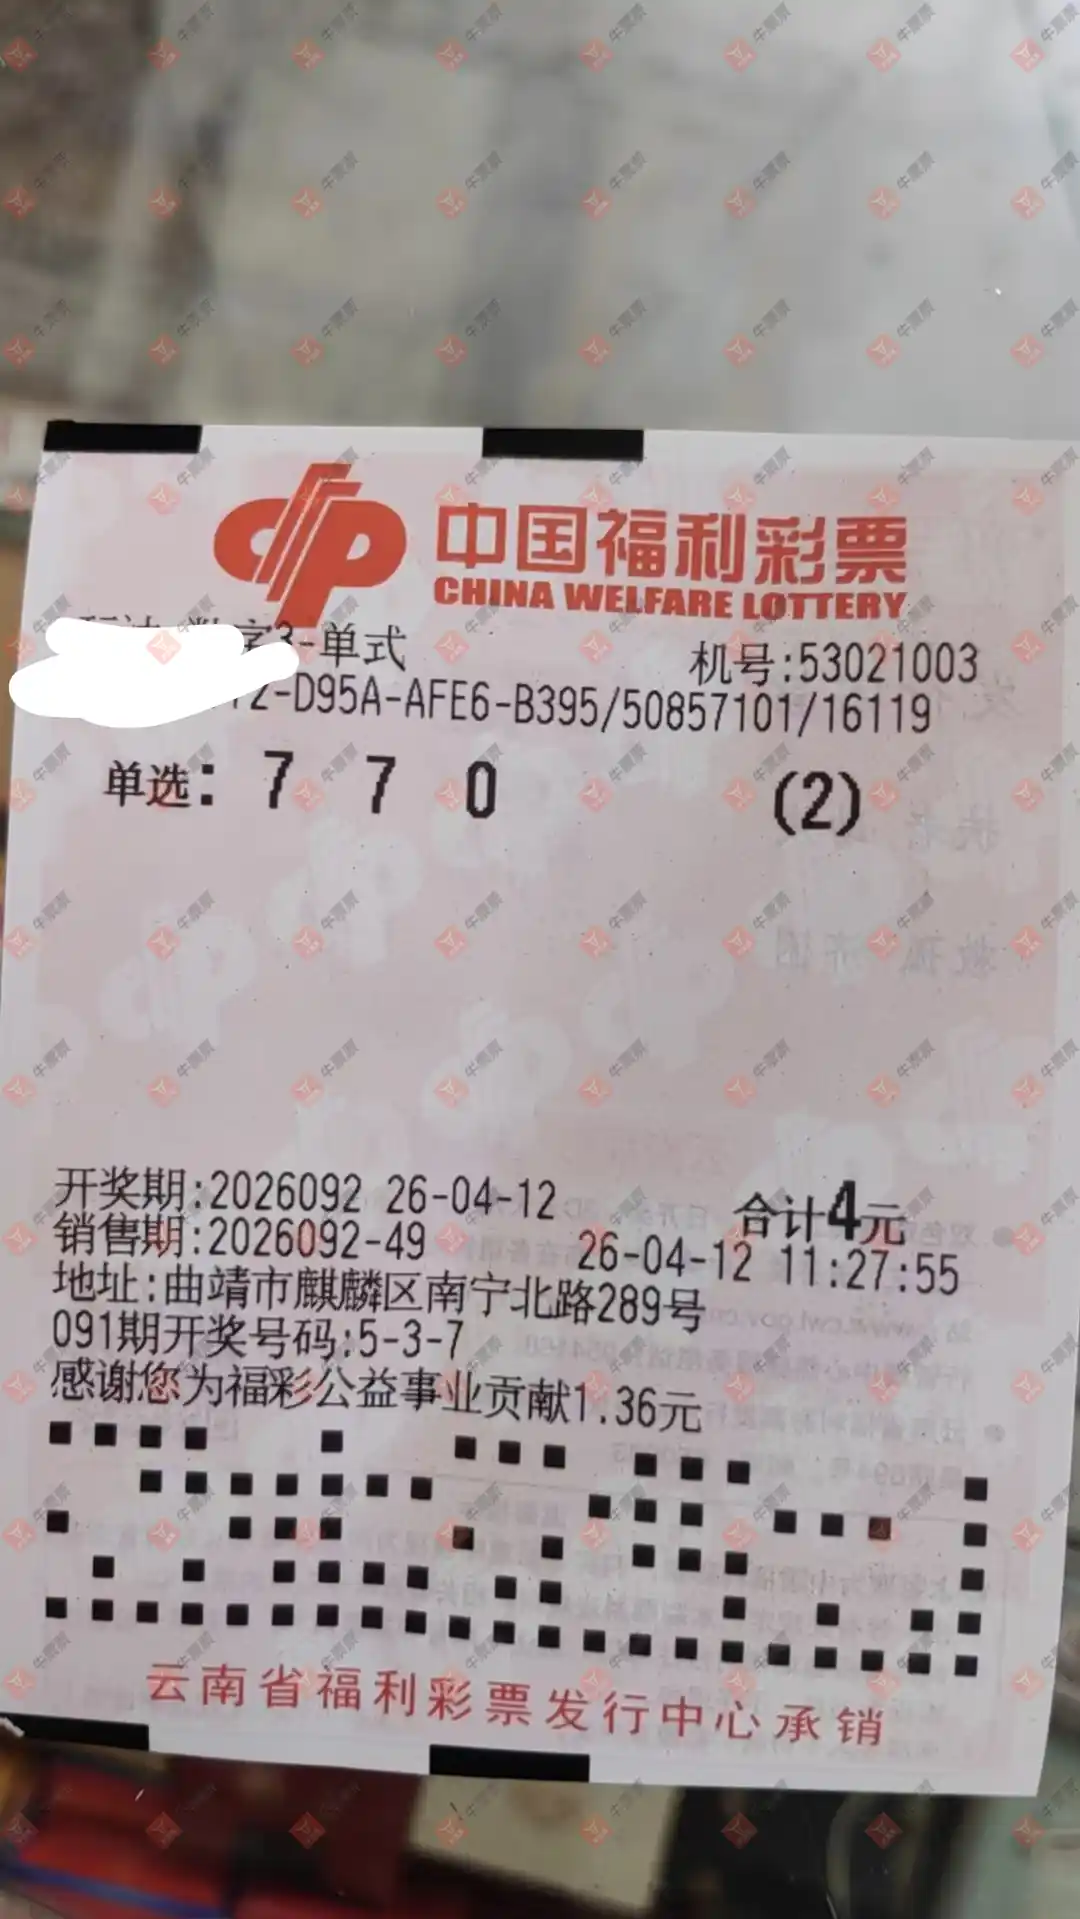 中国福利彩票
CHINA WELFARE LOTTERY
数字3-单式
机号:53021003
2-D95A-AFE6-B395/50857101/16119
单选: 7 7 0 (2)
开奖期:2026092 26-04-12
合计4元
销售期:2026092-49 26-04-12 11:27:55
地址:曲靖市麒麟区南宁北路289号
091期开奖号码:5-3-7
感谢您为福彩公益事业贡献1.36元
云南省福利彩票发行中心承销
牛票票